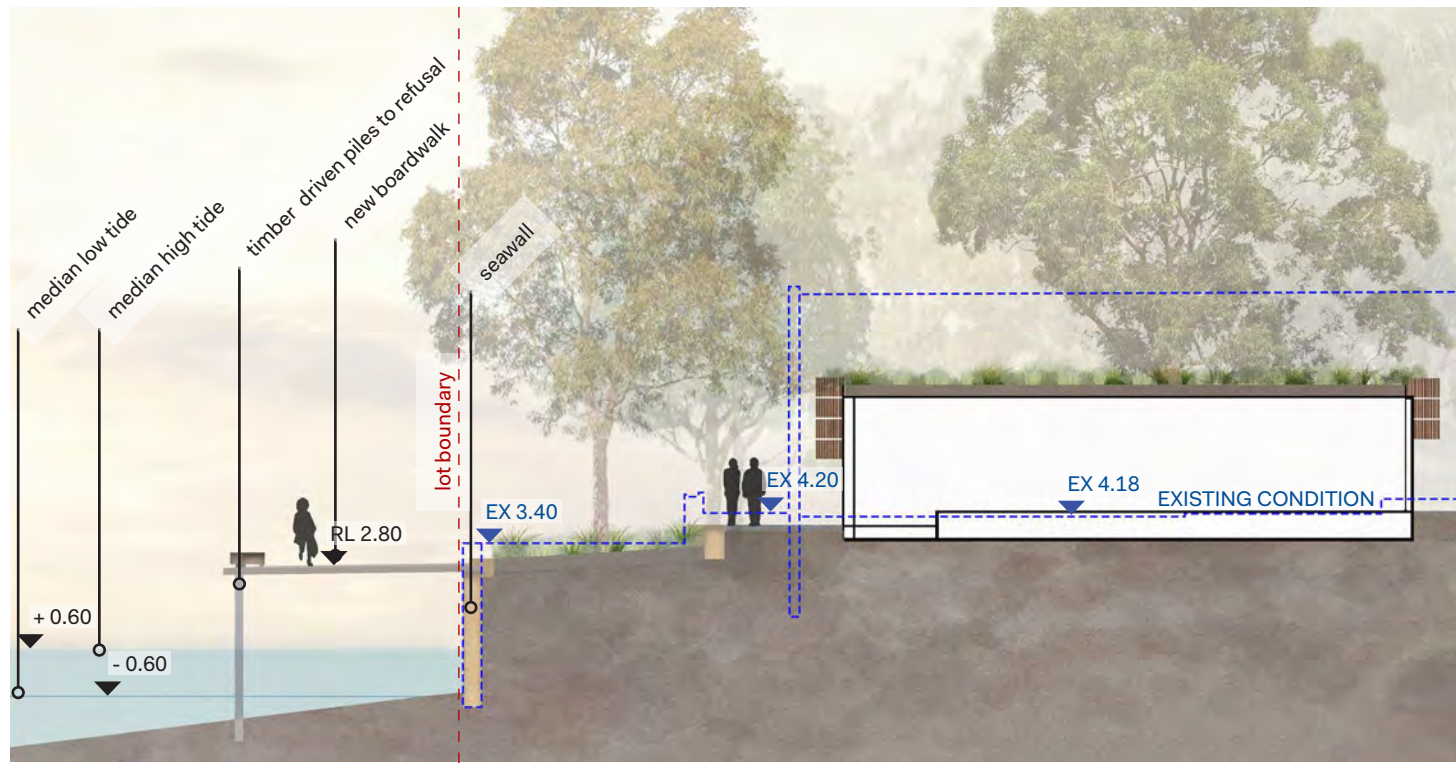 median low tide
median high tide
timber driven piles to refusal
new boardwalk
seawall
lot boundary
EX 3.40
EX 4.20
EX 4.18
EXISTING CONDITION
RL 2.80
+ 0.60
- 0.60